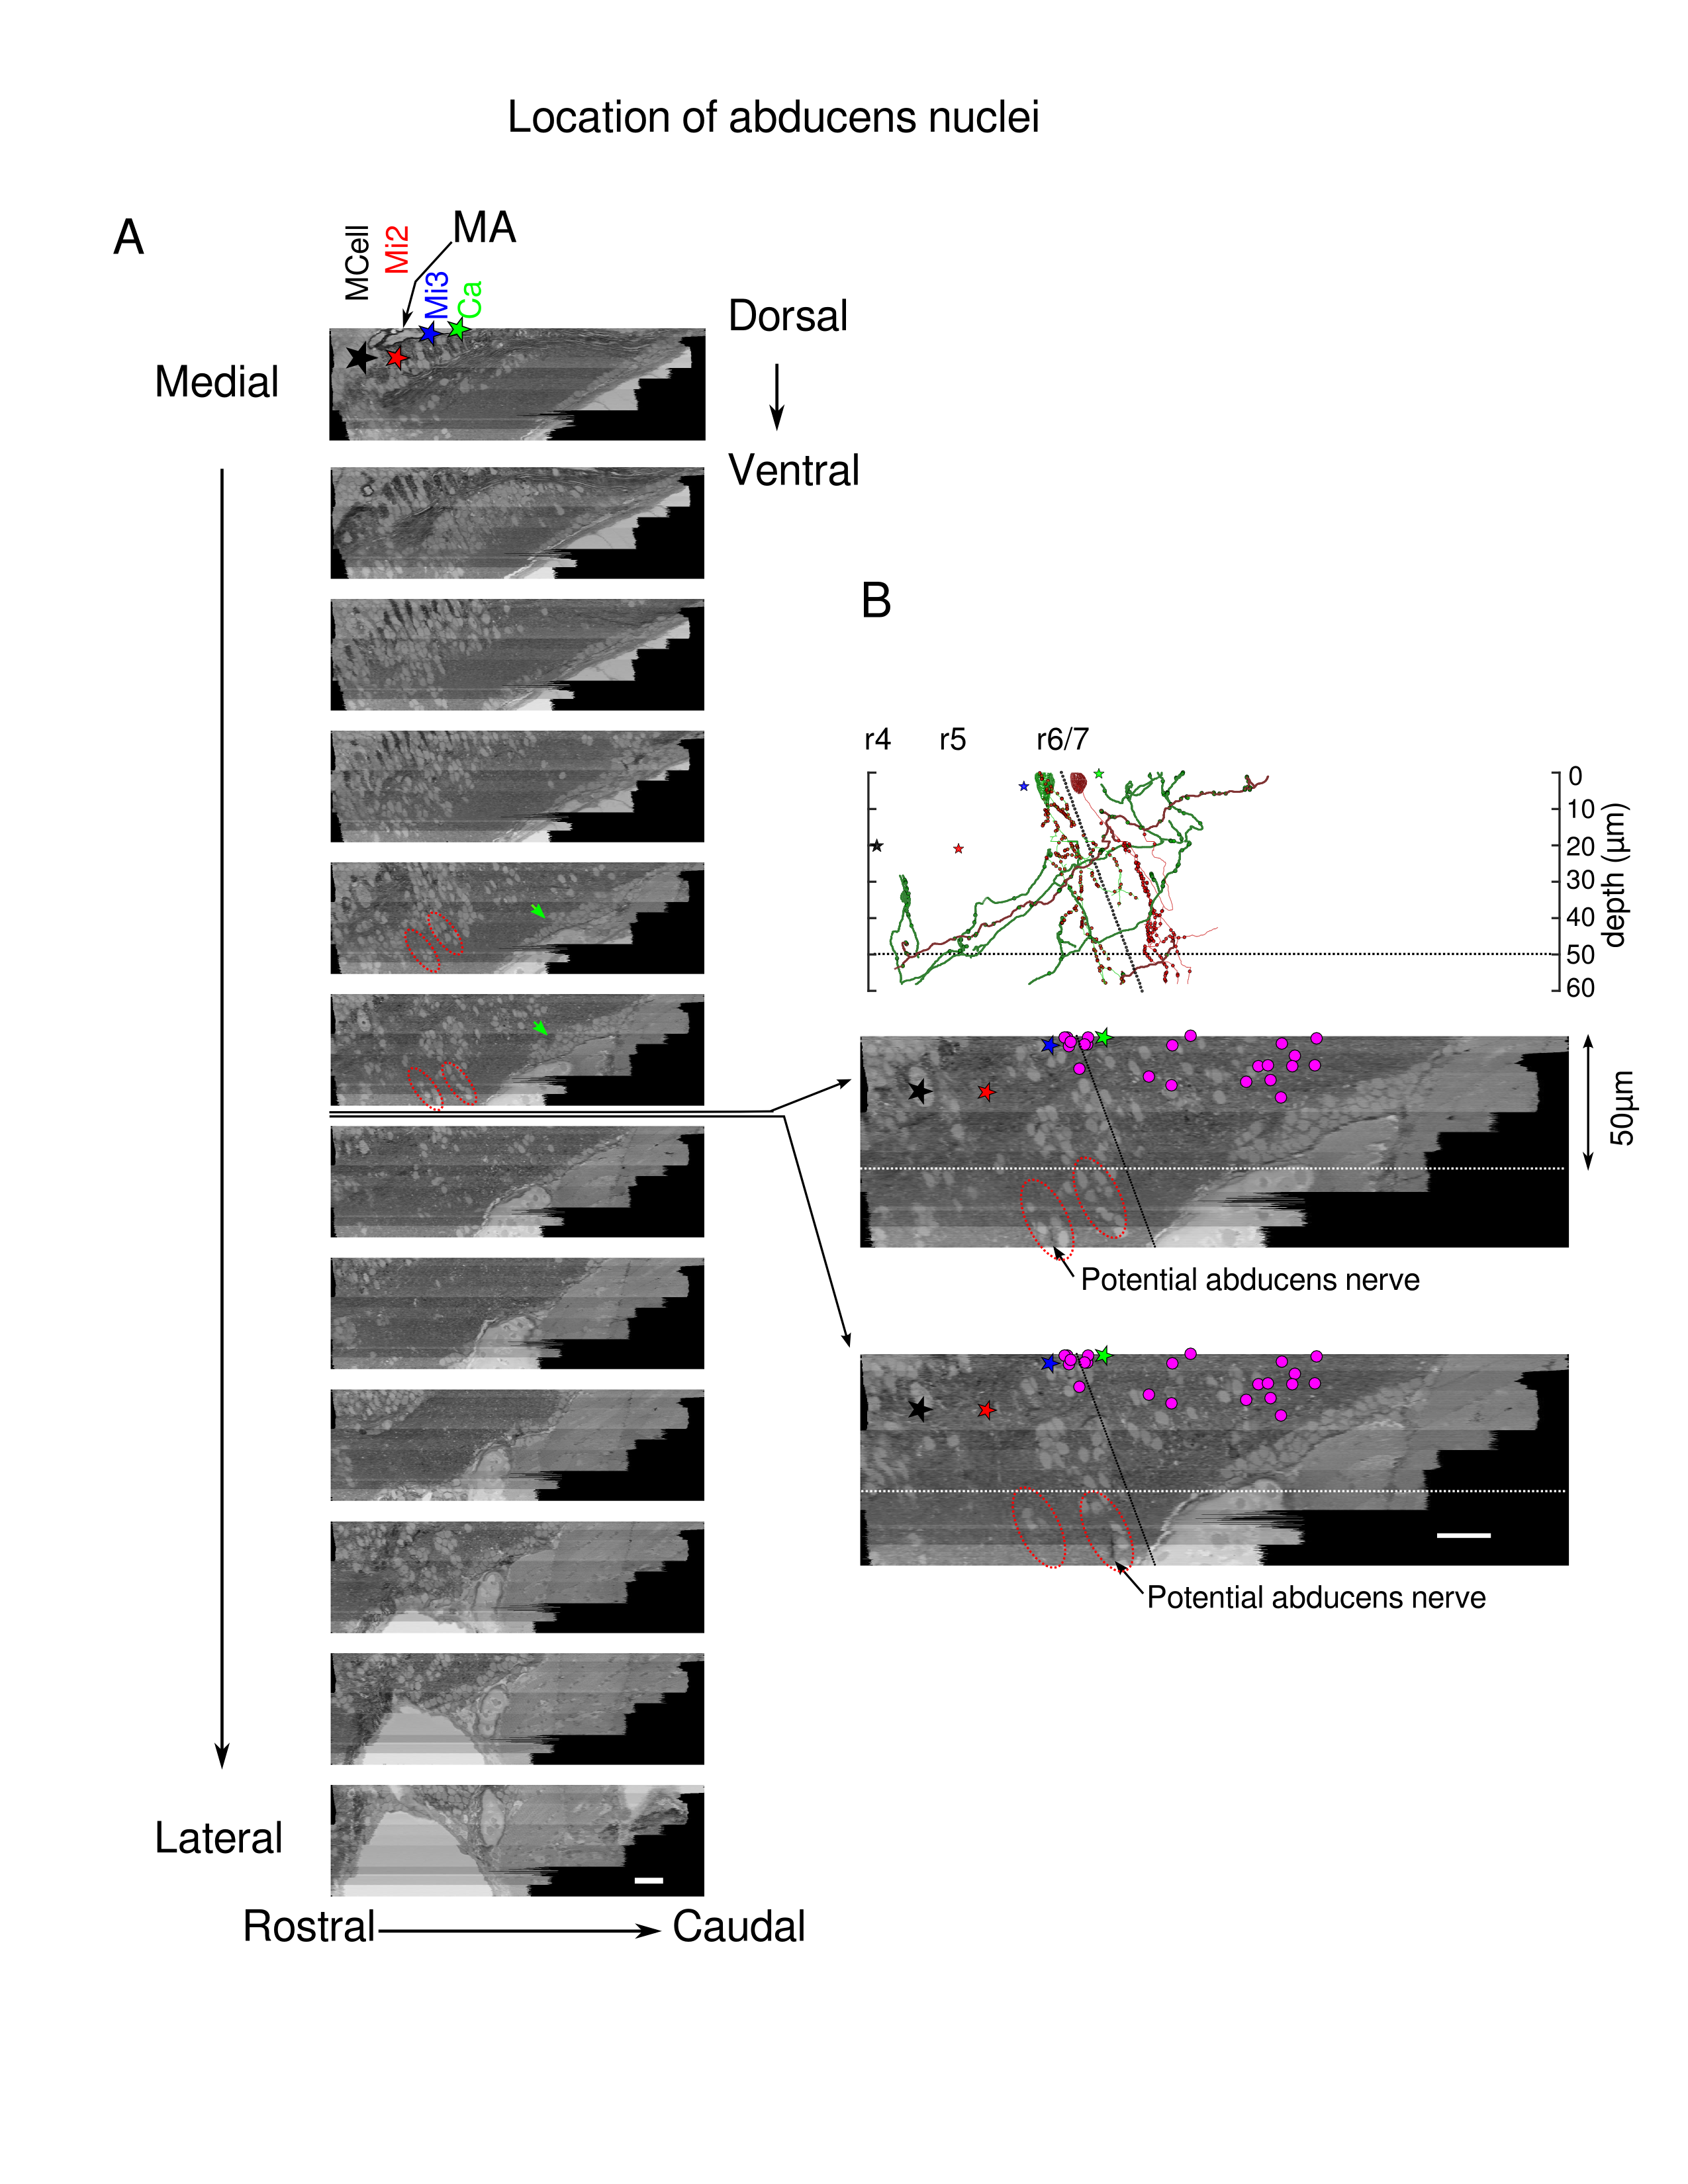 Location of abducens nuclei
A
MCell
Mi2
MA
Mi3
Ca
Medial
Dorsal
Ventral
Lateral
Rostral
Caudal
B
r4 r5 r6/7
0
10
20
30
40
50
60
depth (µm)
50µm
Potential abducens nerve
Potential abducens nerve